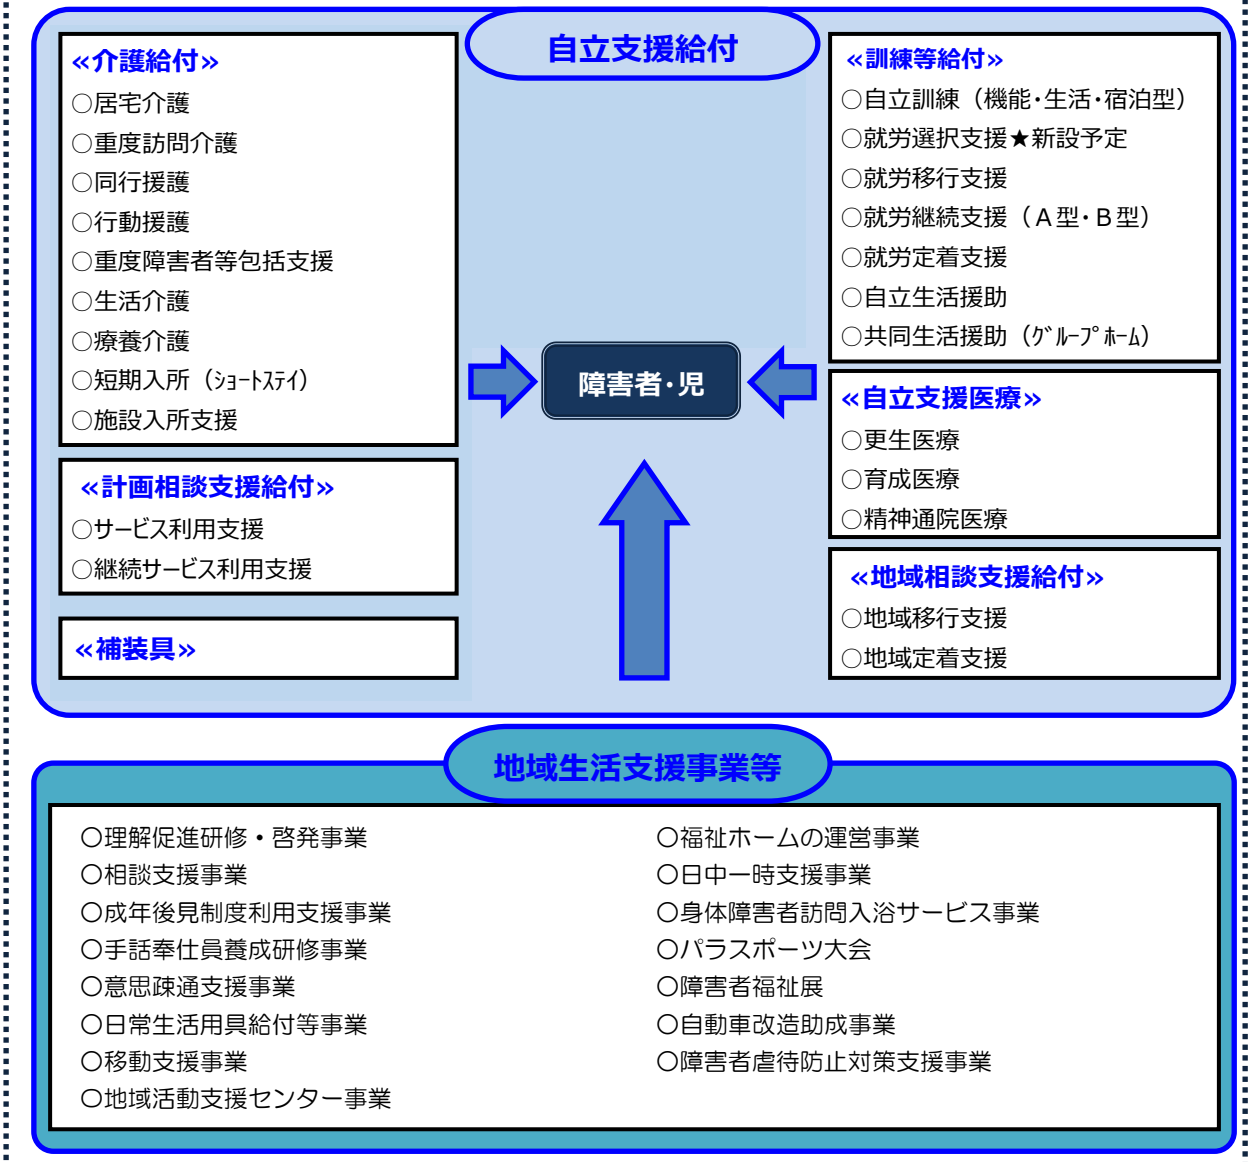 自立支援給付
≪介護給付≫
○居宅介護
○重度訪問介護
○同行援護
○行動援護
○重度障害者等包括支援
○生活介護
○療養介護
○短期入所（ｼｮｰﾄｽﾃｲ）
○施設入所支援
≪計画相談支援給付≫
○サービス利用支援
○継続サービス利用支援
≪補装具≫
障害者・児
≪訓練等給付≫
○自立訓練（機能・生活・宿泊型）
○就労選択支援★新設予定
○就労移行支援
○就労継続支援（Ａ型・Ｂ型）
○就労定着支援
○自立生活援助
○共同生活援助（ｸﾞﾙｰﾌﾟﾎｰﾑ）
≪自立支援医療≫
○更生医療
○育成医療
○精神通院医療
≪地域相談支援給付≫
○地域移行支援
○地域定着支援
地域生活支援事業等
○理解促進研修・啓発事業
○相談支援事業
○成年後見制度利用支援事業
○手話奉仕員養成研修事業
○意思疎通支援事業
○日常生活用具給付等事業
○移動支援事業
○地域活動支援センター事業
○福祉ホームの運営事業
○日中一時支援事業
○身体障害者訪問入浴サービス事業
○パラスポーツ大会
○障害者福祉展
○自動車改造助成事業
○障害者虐待防止対策支援事業